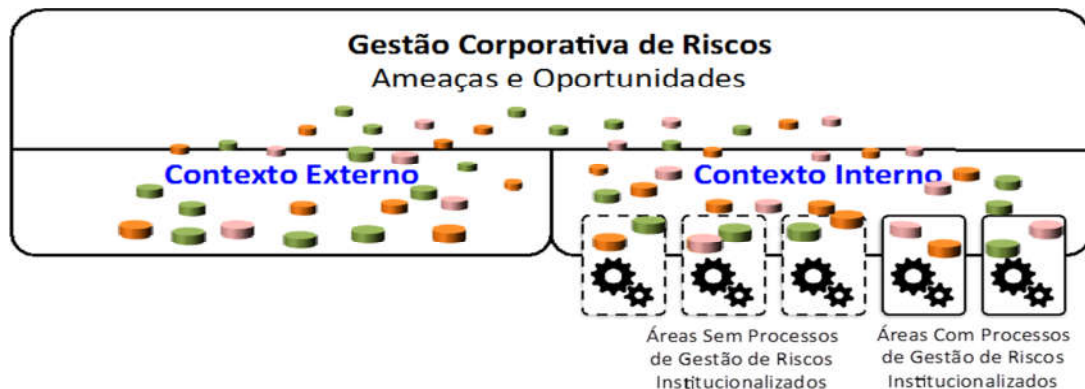 Gestão Corporativa de Riscos
Ameaças e Oportunidades
Contexto Externo
Contexto Interno
Áreas Sem Processos
de Gestão de Riscos
Institucionalizados
Áreas Com Processos
de Gestão de Riscos
Institucionalizados